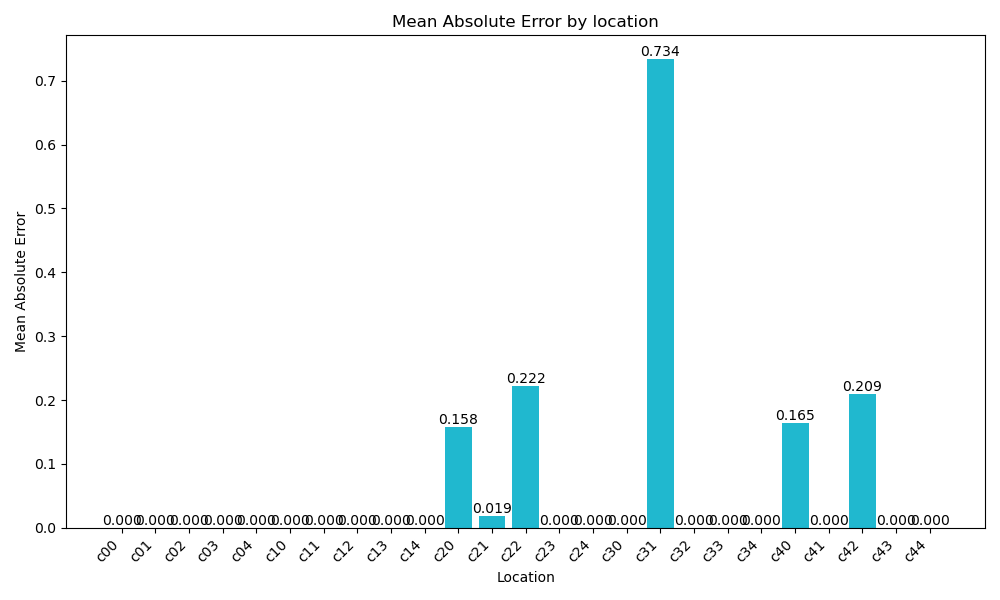 Mean Absolute Error by location
Mean Absolute Error
0.7
0.6
0.5
0.4
0.3
0.2
0.1
0.0
0.000 0.000 0.000 0.000 0.000 0.000 0.000 0.000 0.000 0.000 0.158 0.019 0.222 0.000 0.000 0.000 0.734 0.000 0.000 0.000 0.165 0.000 0.209 0.000 0.000
c00 c01 c02 c03 c04 c10 c11 c12 c13 c14 c20 c21 c22 c23 c24 c30 c31 c32 c33 c34 c40 c41 c42 c43 c44
Location